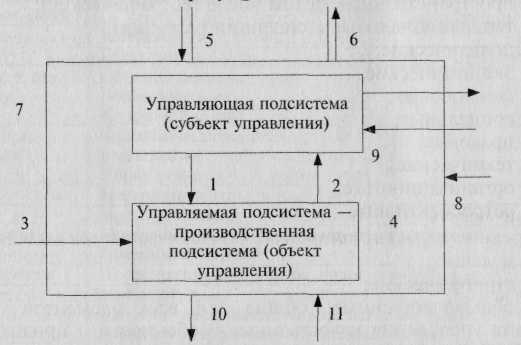 5
6
7
Управляющая подсистема
(субъект управления)
9
1
2
8
3
Управляемая подсистема —
производственная
подсистема (объект
управления)
4
10
11